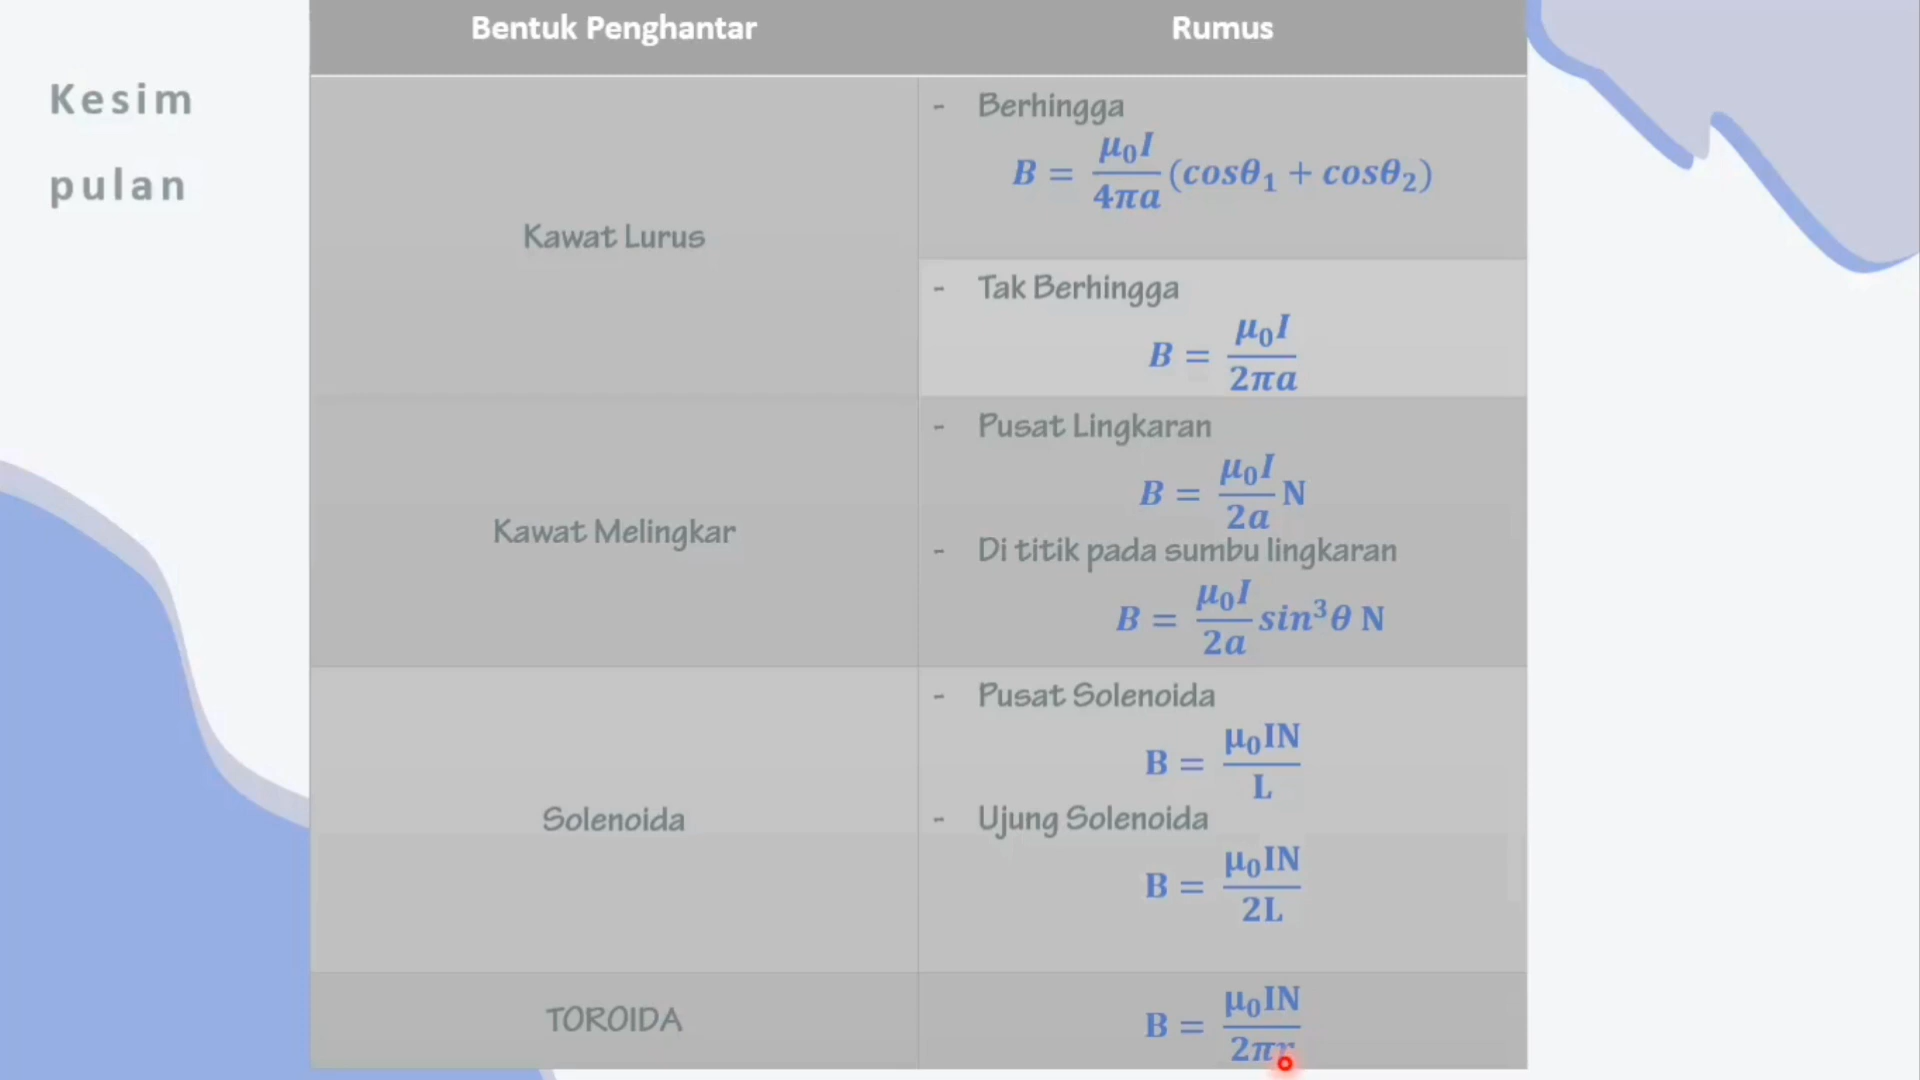 Kesim
pulan
Bentuk Penghantar Rumus
Kawat Lurus
- Berhingga
B = μ₀I / 4πa (cosθ₁ + cosθ₂)
- Tak Berhingga
B = μ₀I / 2πa
Kawat Melingkar
- Pusat Lingkaran
B = μ₀I / 2a N
- Di titik pada sumbu lingkaran
B = μ₀I / 2a sin³θ N
Solenoida
- Pusat Solenoida
B = μ₀IN / L
- Ujung Solenoida
B = μ₀IN / 2L
TOROIDA
B = μ₀IN / 2πr